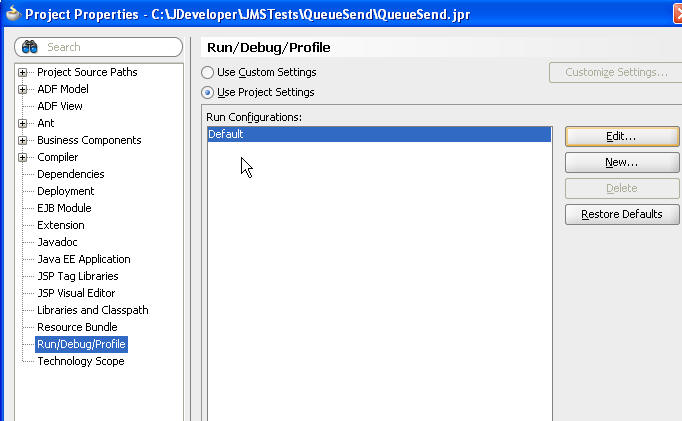 Project Properties - C:\JDeveloper\JMSTests\QueueSend\QueueSend.jpr
Search
Project Source Paths
ADF Model
ADF View
Ant
Business Components
Compiler
Dependencies
Deployment
EJB Module
Extension
Javadoc
Java EE Application
JSP Tag Libraries
JSP Visual Editor
Libraries and Classpath
Resource Bundle
Run/Debug/Profile
Technology Scope
Run/Debug/Profile
Use Custom Settings
Customize Settings...
Use Project Settings
Run Configurations:
Default
Edit...
New...
Delete
Restore Defaults